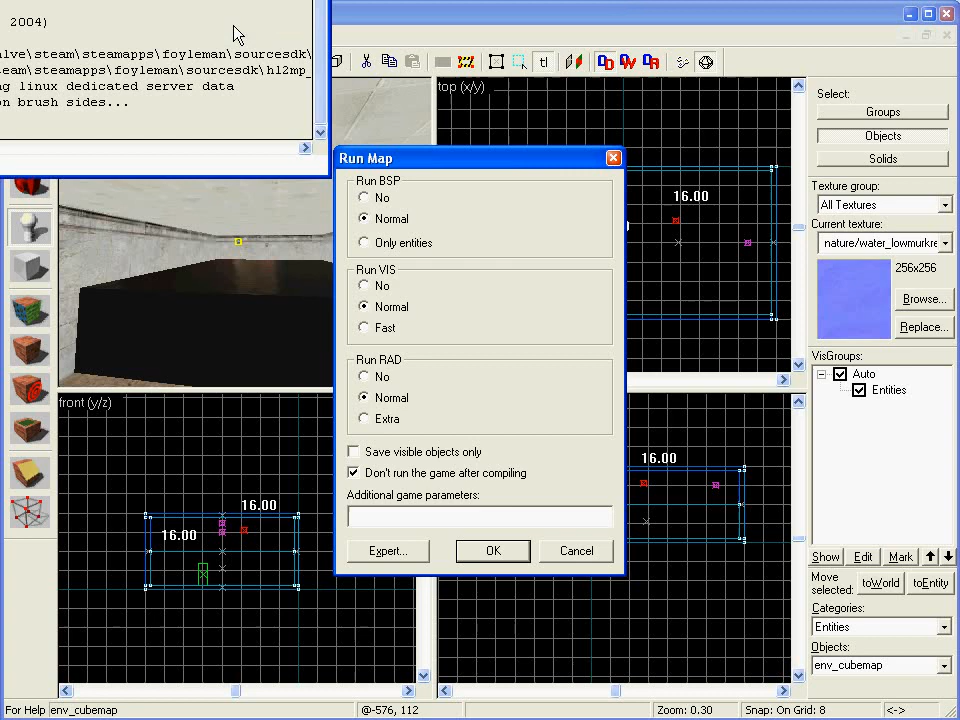 2004)
alve\steam\steamapps\foyleman\sourcesdk\
eam\steamapps\foyleman\sourcesdk\hl2mp_
ng linux dedicated server data
on brush sides...
top (x/y)
16.00
Run Map
Run BSP
No
Normal
Only entities
Run VIS
No
Normal
Fast
Run RAD
No
Normal
Extra
Save visible objects only
Don't run the game after compiling
Additional game parameters:
Expert...
OK
Cancel
front (y/z)
16.00
16.00
16.00
Select:
Groups
Objects
Solids
Texture group:
All Textures
Current texture:
nature/water_lowmurkre
256x256
Browse...
Replace...
VisGroups:
Auto
Entities
Show Edit Mark
Move selected:
toWorld toEntity
Categories:
Entities
Objects:
env_cubemap
For Help env_cubemap @-576, 112 Zoom: 0.30 Snap: On Grid: 8 <->